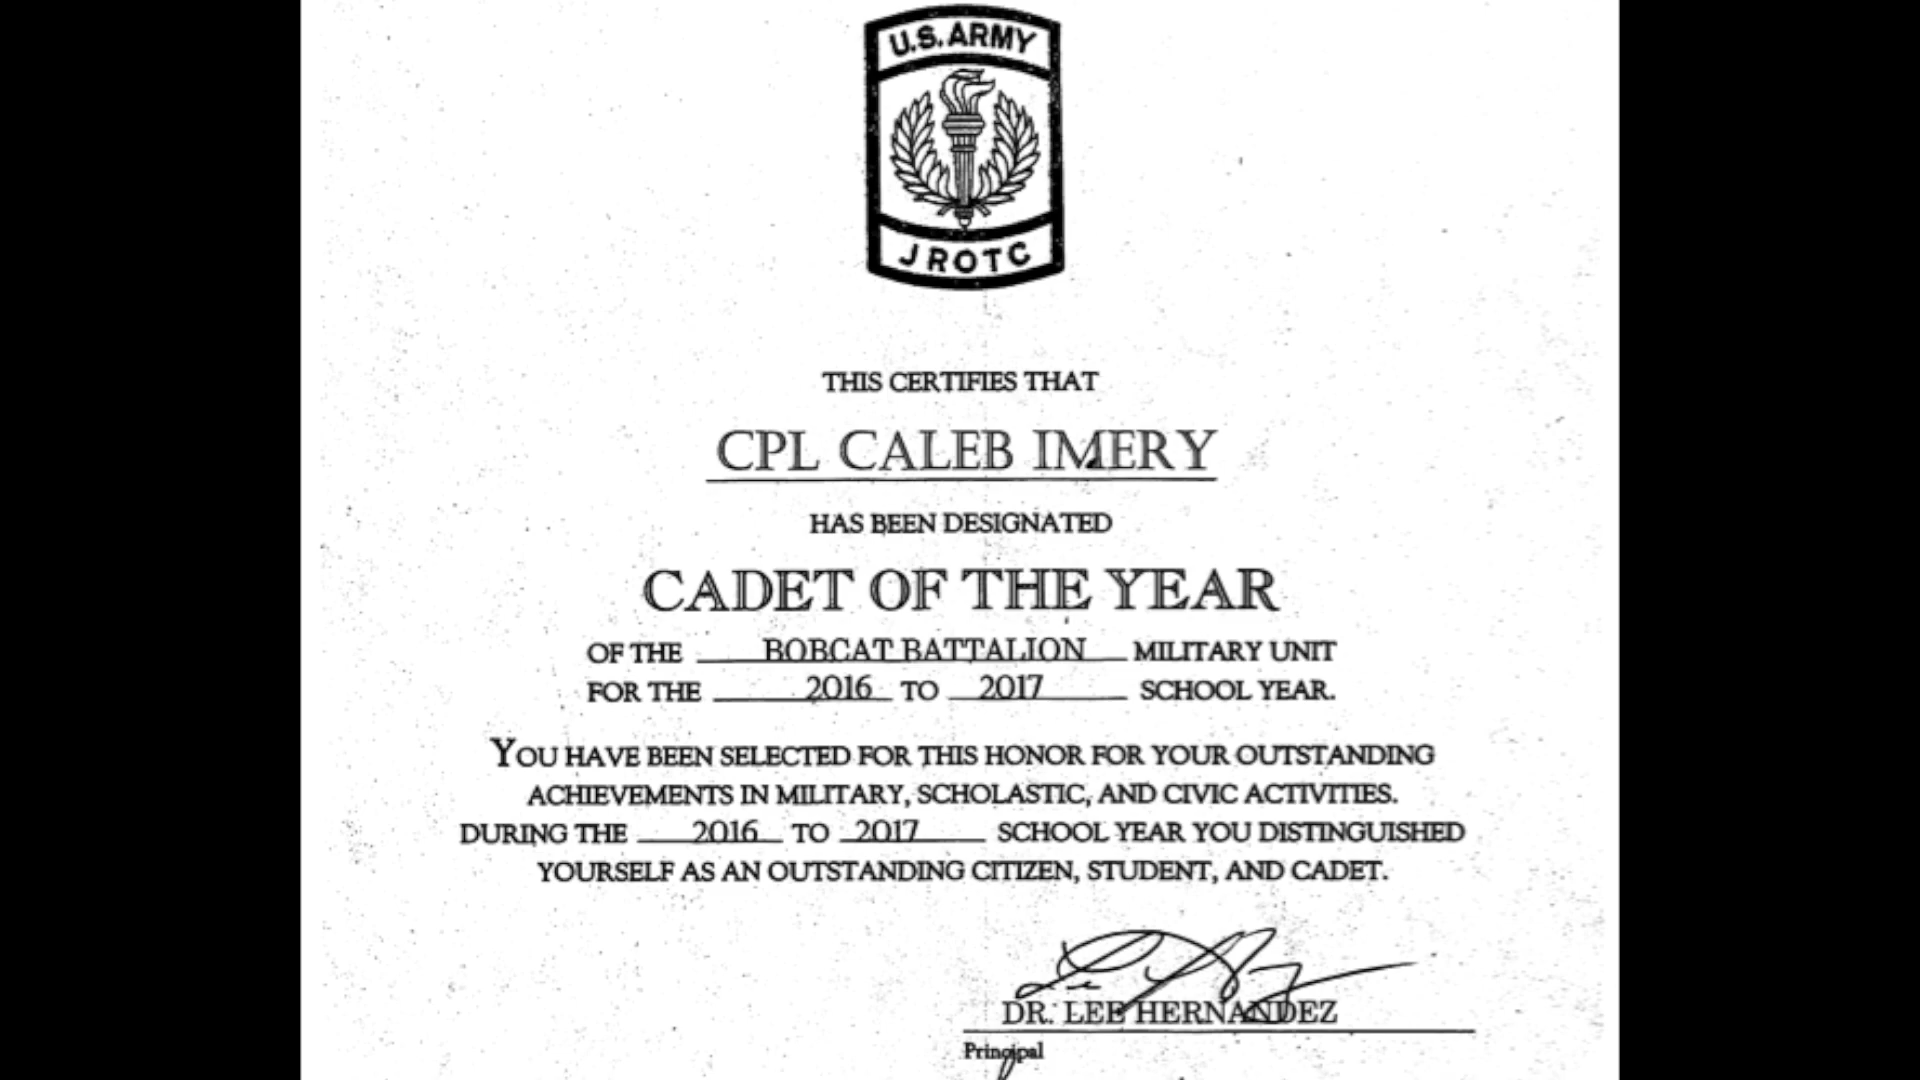 U.S. ARMY
JROTC
THIS CERTIFIES THAT
CPL CALEB IMERY
HAS BEEN DESIGNATED
CADET OF THE YEAR
OF THE BOBCAT BATTALION MILITARY UNIT
FOR THE 2016 TO 2017 SCHOOL YEAR.
YOU HAVE BEEN SELECTED FOR THIS HONOR FOR YOUR OUTSTANDING
ACHIEVEMENTS IN MILITARY, SCHOLASTIC, AND CIVIC ACTIVITIES.
DURING THE 2016 TO 2017 SCHOOL YEAR YOU DISTINGUISHED
YOURSELF AS AN OUTSTANDING CITIZEN, STUDENT, AND CADET.
DR. LEE HERNANDEZ
Principal